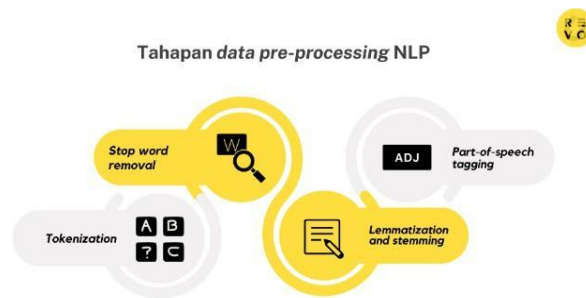 R E
V O
Tahapan data pre-processing NLP
Stop word
removal
W
ADJ
Part-of-speech
tagging
Tokenization
A B
? C
Lemmatization
and stemming